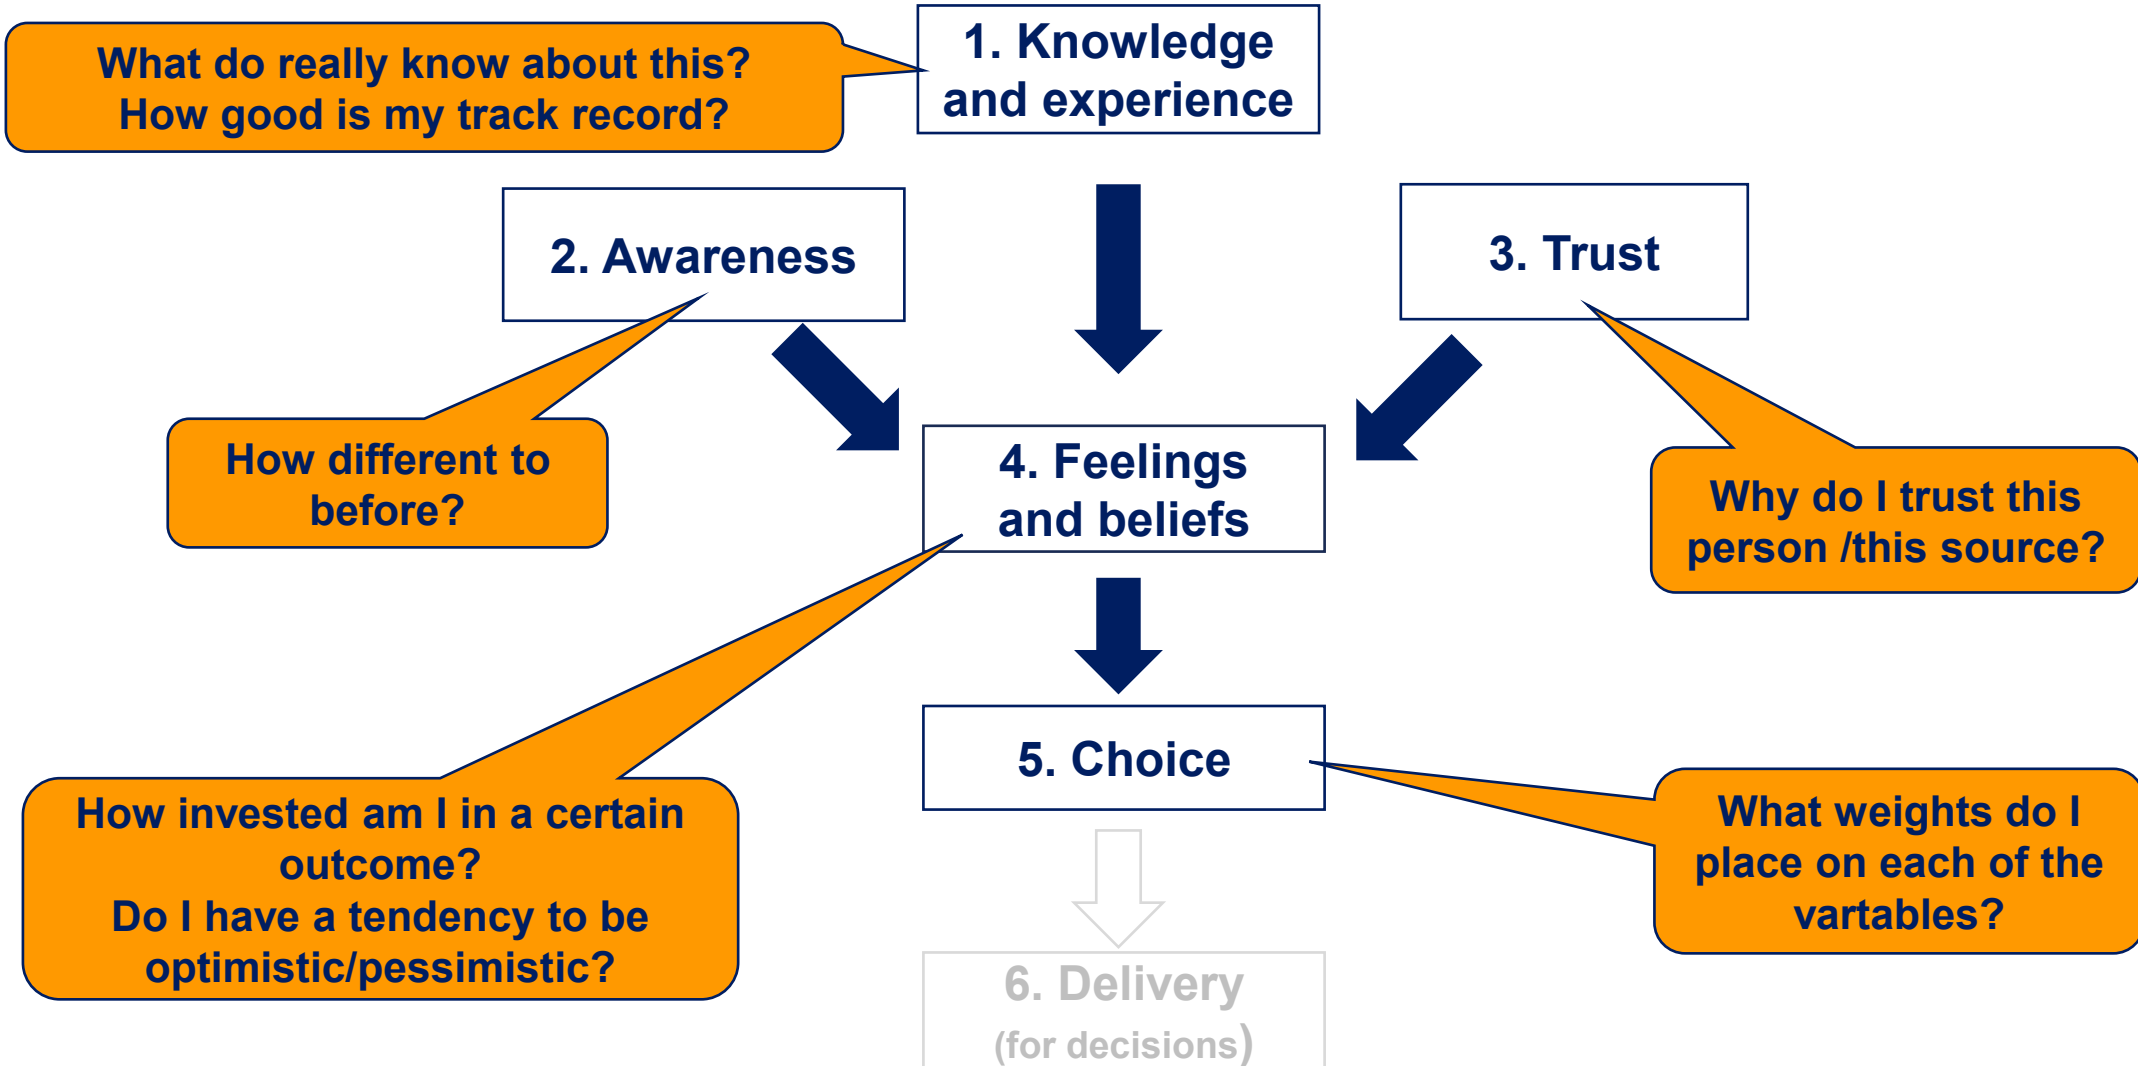 What do really know about this?
How good is my track record?
1. Knowledge
and experience
2. Awareness
3. Trust
How different to
before?
4. Feelings
and beliefs
Why do I trust this
person /this source?
5. Choice
How invested am I in a certain
outcome?
Do I have a tendency to be
optimistic/pessimistic?
What weights do I
place on each of the
vartables?
6. Delivery
(for decisions)